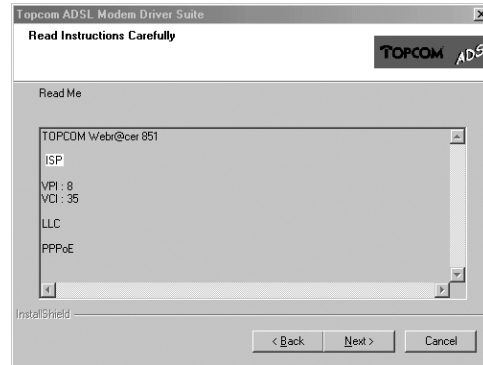 Topcom ADSL Modem Driver Suite
Read Instructions Carefully
TOPCOM ADS
Read Me
TOPCOM Webr@cer 851
ISP
VPI : 8
VCI : 35
LLC
PPPoE
InstallShield
< Back Next > Cancel